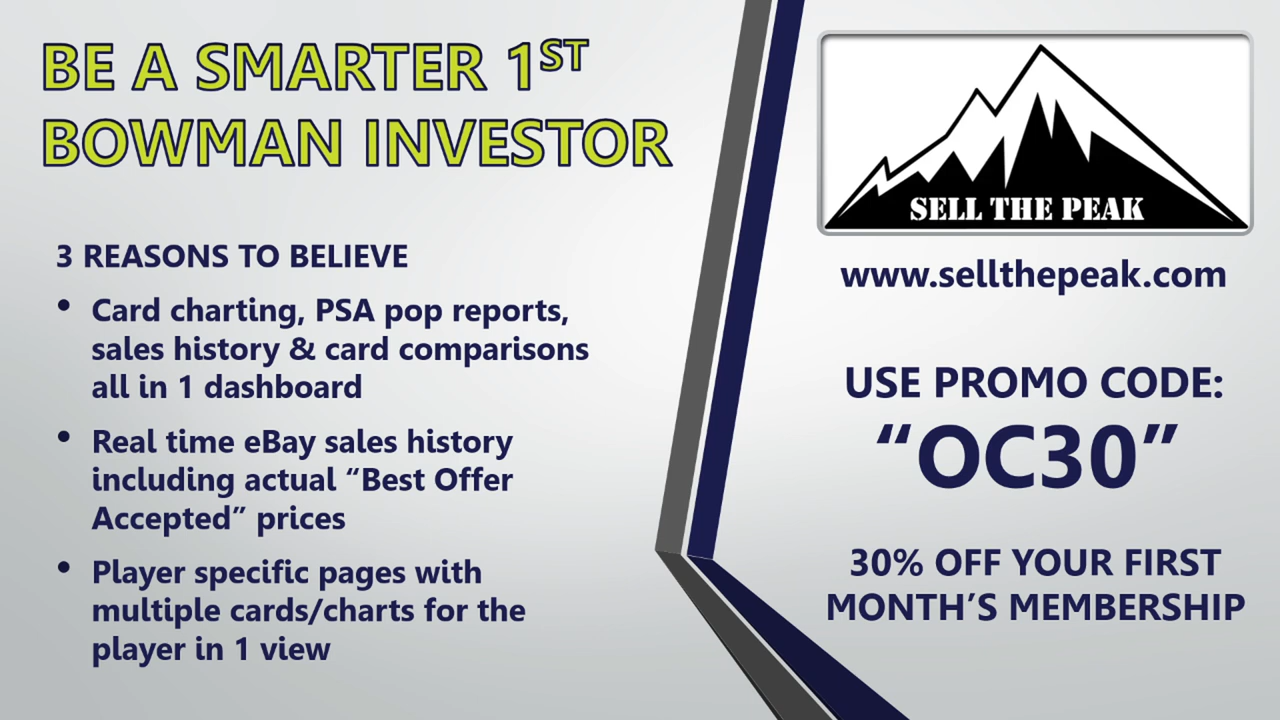 BE A SMARTER 1ST
BOWMAN INVESTOR
3 REASONS TO BELIEVE
• Card charting, PSA pop reports,
sales history & card comparisons
all in 1 dashboard
• Real time eBay sales history
including actual “Best Offer
Accepted” prices
• Player specific pages with
multiple cards/charts for the
player in 1 view
SELL THE PEAK
www.sellthepeak.com
USE PROMO CODE:
“OC30”
30% OFF YOUR FIRST
MONTH’S MEMBERSHIP